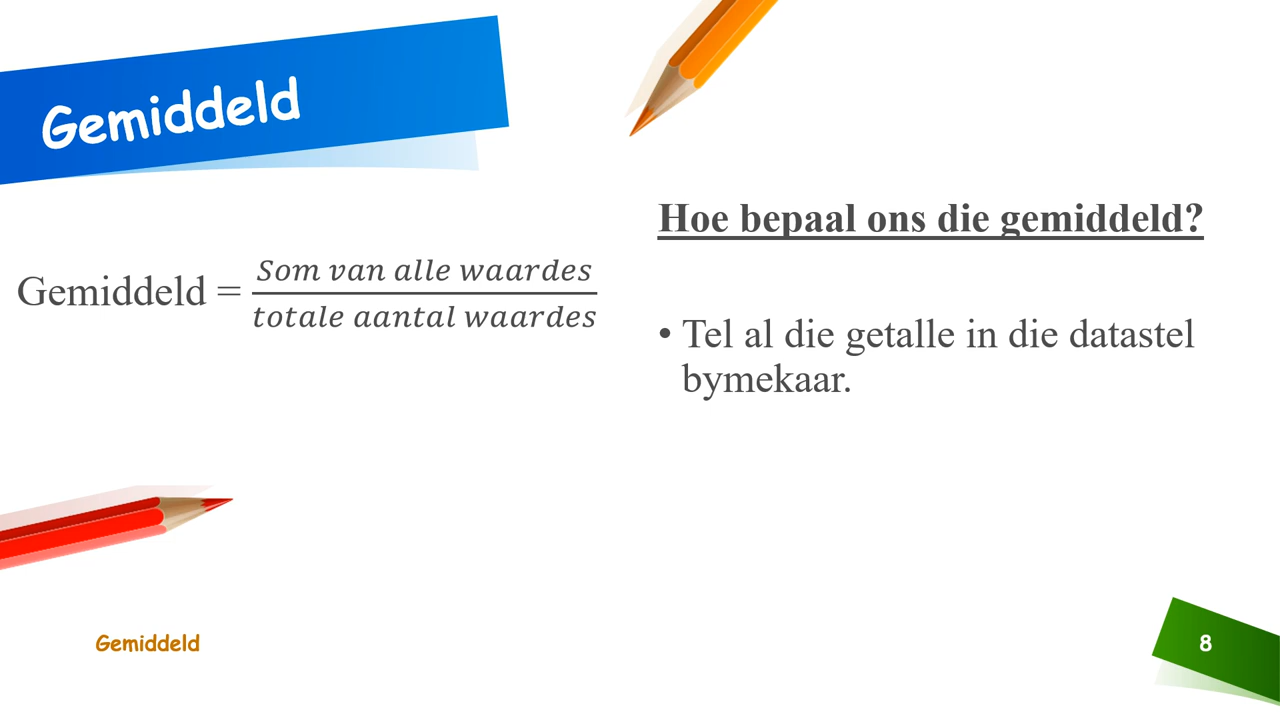 Gemiddeld
Gemiddeld = Som van alle waardes / totale aantal waardes
Hoe bepaal ons die gemiddeld?
• Tel al die getalle in die datastel
bymekaar.
Gemiddeld
8